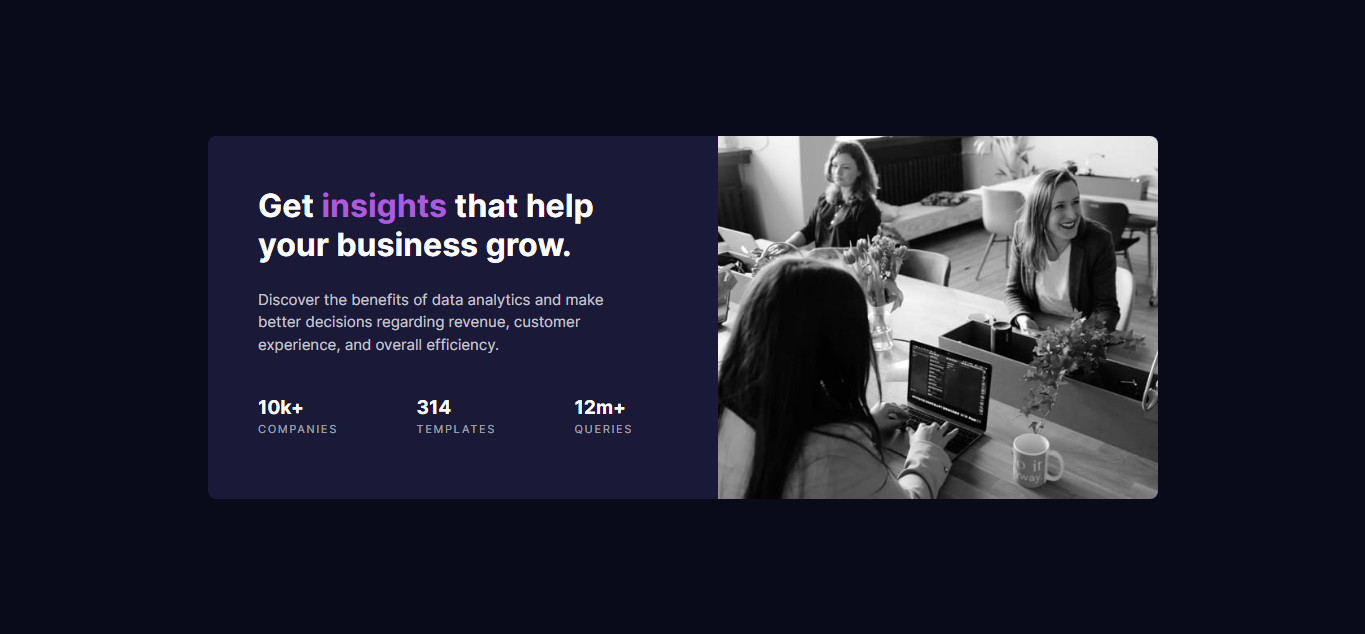 Get insights that help
your business grow.
Discover the benefits of data analytics and make
better decisions regarding revenue, customer
experience, and overall efficiency.
10k+ 314 12m+
COMPANIES TEMPLATES QUERIES